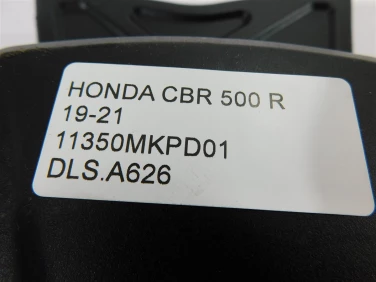 HONDA CBR 500 R
19-21
11350MKPD01
DLS.A626